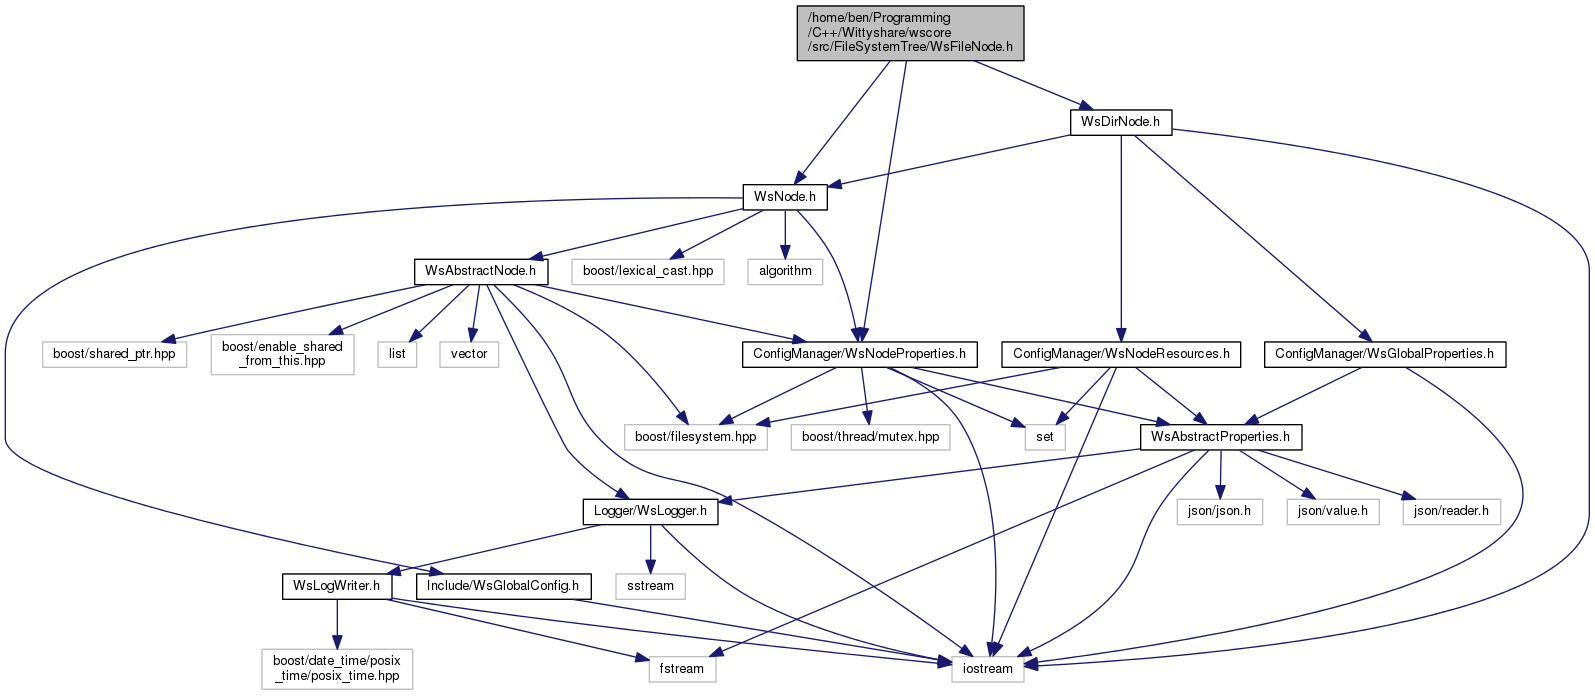 /home/ben/Programming
/C++/Wittyshare/wscore
/src/FileSystemTree/WsFileNode.h
WsDirNode.h
WsNode.h
WsAbstractNode.h
boost/lexical_cast.hpp
algorithm
boost/shared_ptr.hpp
boost/enable_shared
_from_this.hpp
list
vector
ConfigManager/WsNodeProperties.h
ConfigManager/WsNodeResources.h
ConfigManager/WsGlobalProperties.h
boost/filesystem.hpp
boost/thread/mutex.hpp
set
WsAbstractProperties.h
Logger/WsLogger.h
json/json.h
json/value.h
json/reader.h
WsLogWriter.h
Include/WsGlobalConfig.h
sstream
boost/date_time/posix
_time/posix_time.hpp
fstream
iostream